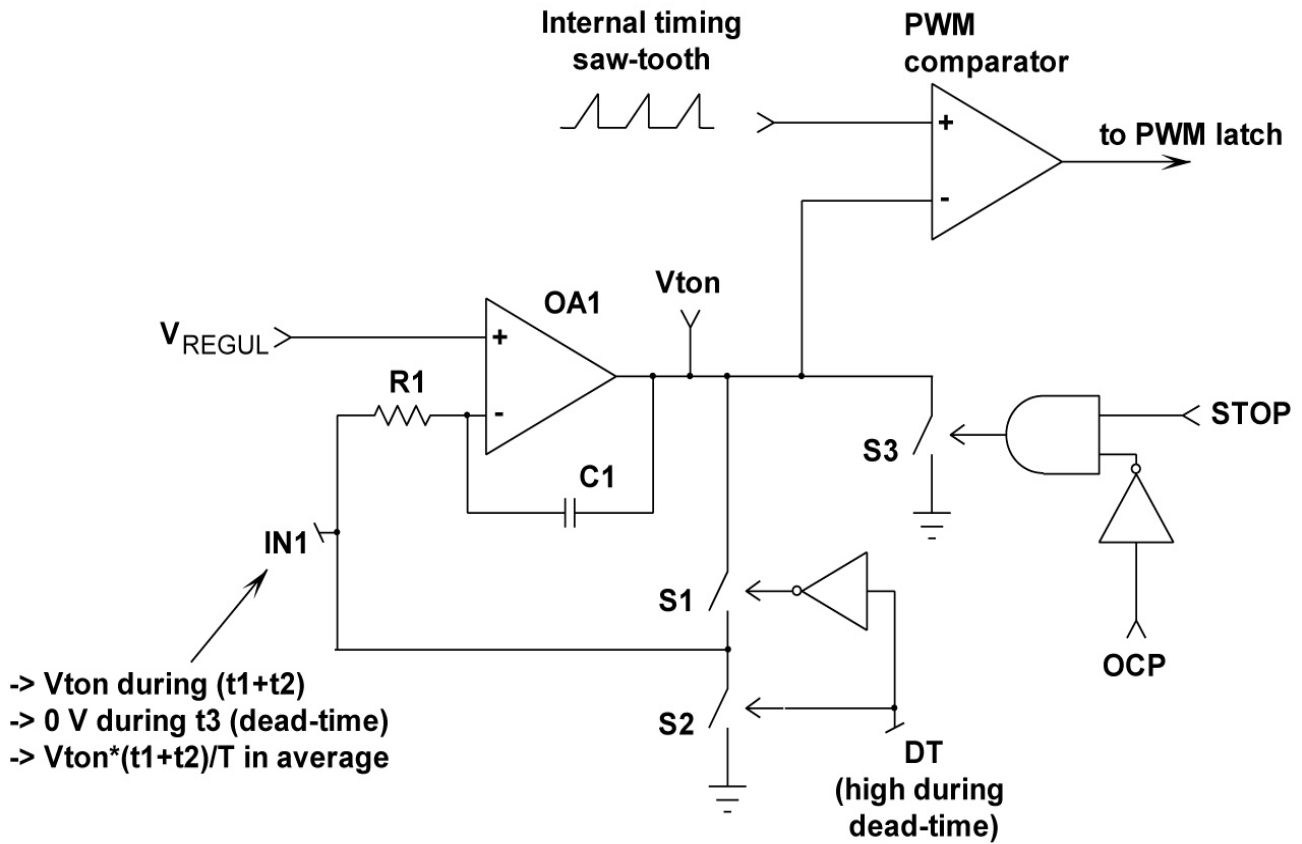 Internal timing
saw-tooth
PWM
comparator
+
-
to PWM latch
Vton
OA1
VREGUL
+
-
R1
C1
S3
STOP
IN1
S1
OCP
-> Vton during (t1+t2)
-> 0 V during t3 (dead-time)
-> Vton*(t1+t2)/T in average
S2
DT
(high during
dead-time)